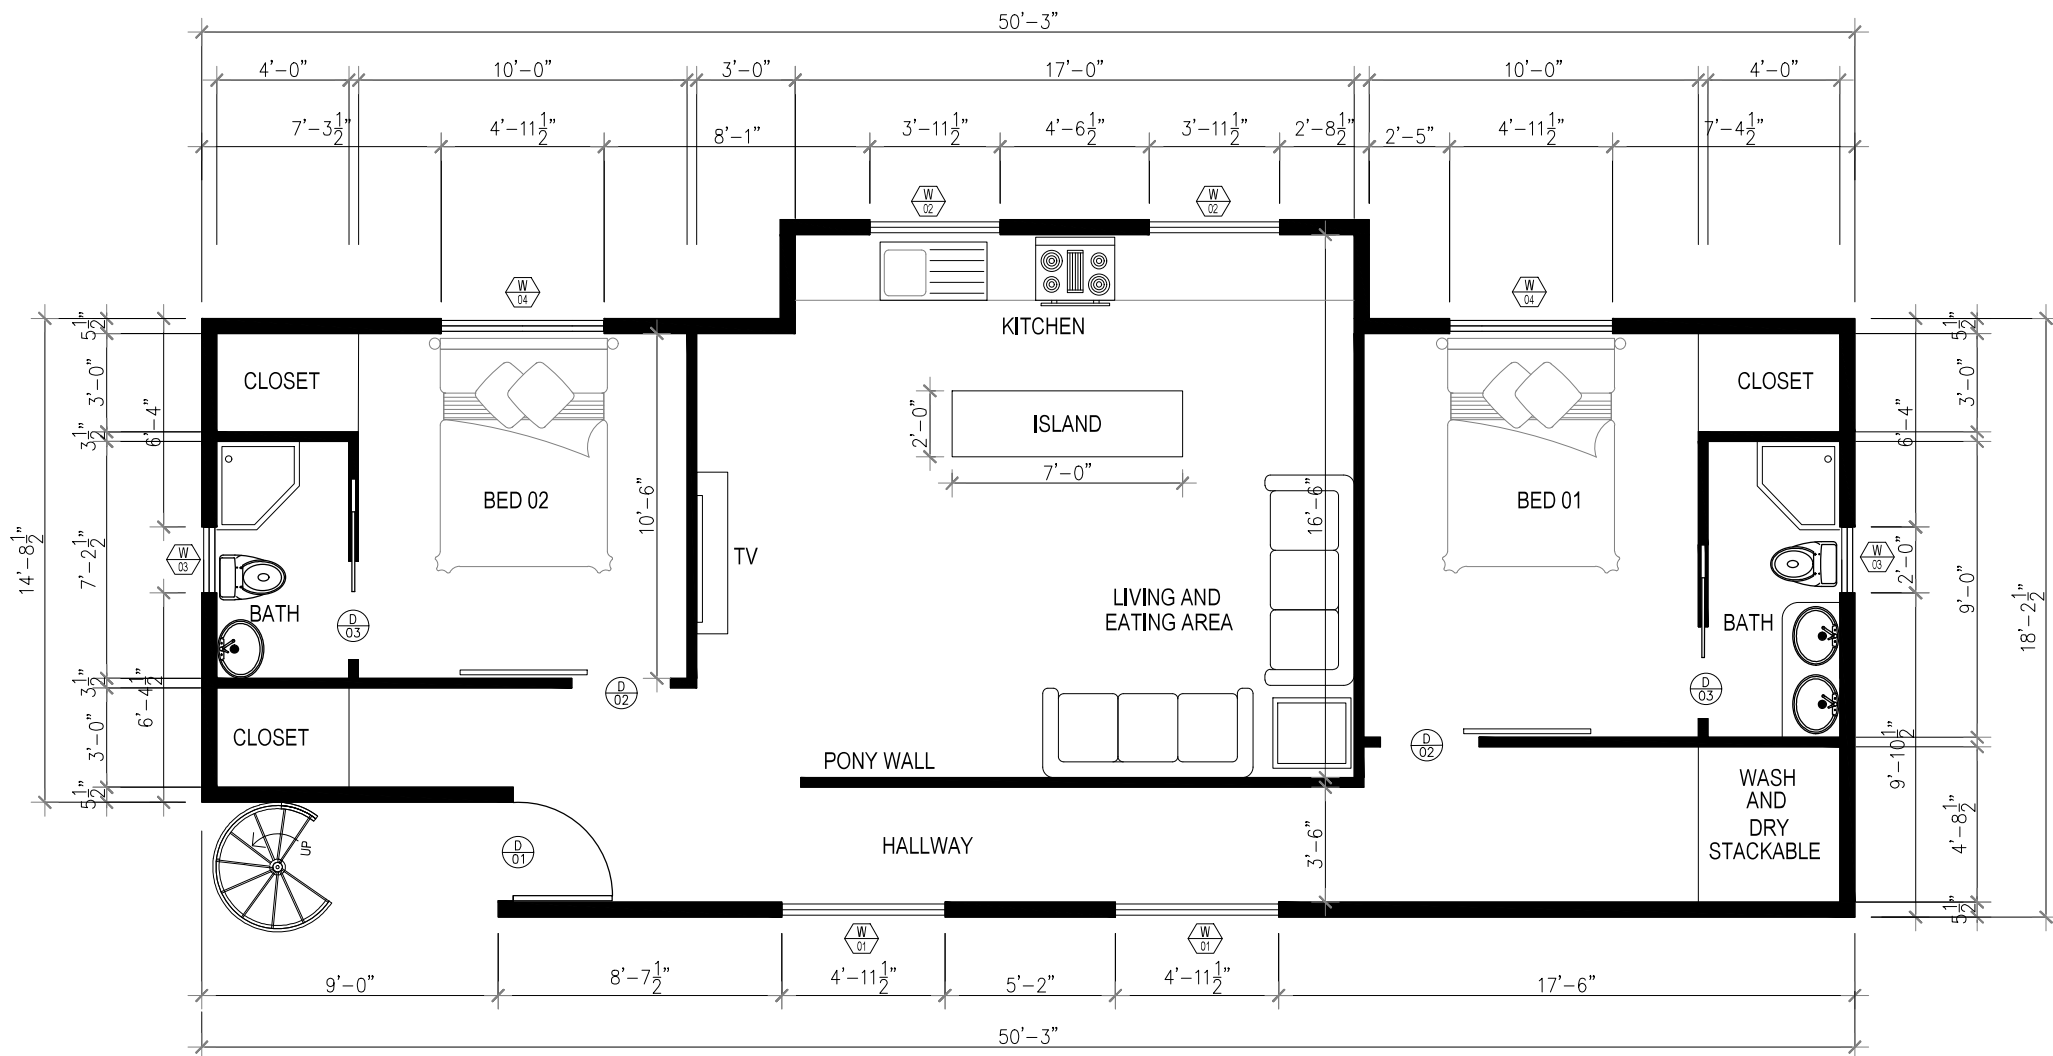 50'-3"
4'-0" 10'-0" 3'-0" 17'-0" 10'-0" 4'-0"
7'-3 1/2" 4'-11 1/2" 8'-1" 3'-11 1/2" 4'-6 1/2" 3'-11 1/2" 2'-8 1/2" 2'-5" 4'-11 1/2" 7'-4 1/2"
W 02
W 02
W 04
W 04
KITCHEN
CLOSET
CLOSET
ISLAND
2'-0"
7'-0"
BED 02
10'-6"
TV
16'-6"
BED 01
W 03
W 03
LIVING AND
EATING AREA
BATH
BATH
D 03
D 02
D 03
D 02
CLOSET
PONY WALL
WASH
AND
DRY
STACKABLE
HALLWAY
3'-6"
UP
D 01
W 01
W 01
14'-8 1/2"
5 1/2"
3'-0"
3 1/2"
7'-2 1/2"
3 1/2"
3'-0"
5 1/2"
6'-4"
6'-4 1/2"
6'-4"
2'-0"
9'-10 1/2"
5 1/2"
3'-0"
9'-0"
4'-8 1/2"
5 1/2"
18'-2 1/2"
9'-0" 8'-7 1/2" 4'-11 1/2" 5'-2" 4'-11 1/2" 17'-6"
50'-3"